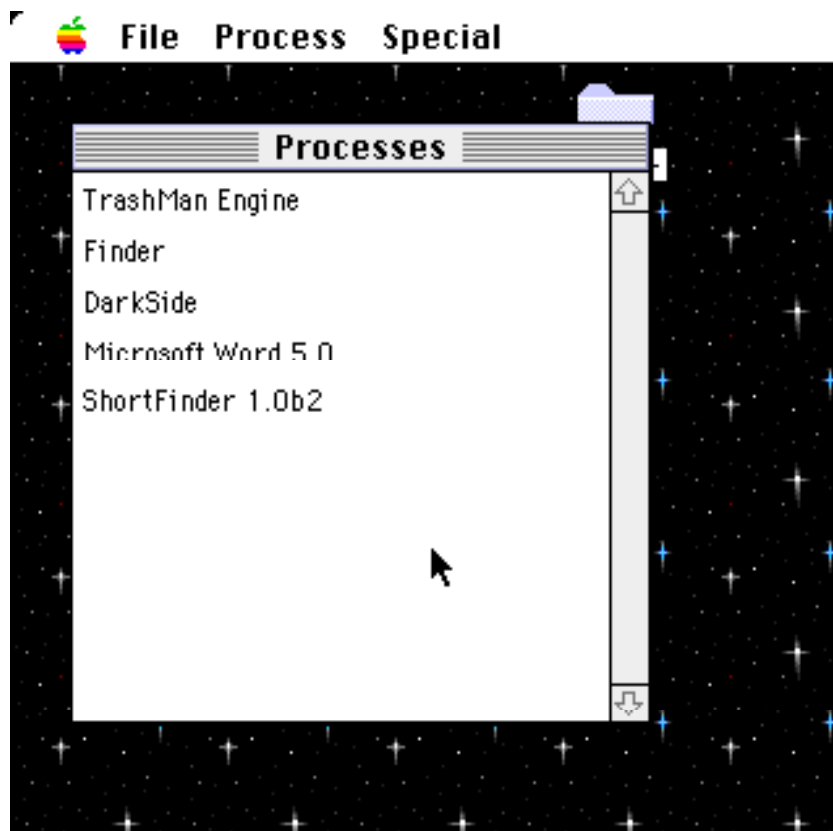 File Process Special
Processes
TrashMan Engine
Finder
DarkSide
Microsoft Word 5.0
ShortFinder 1.0b2